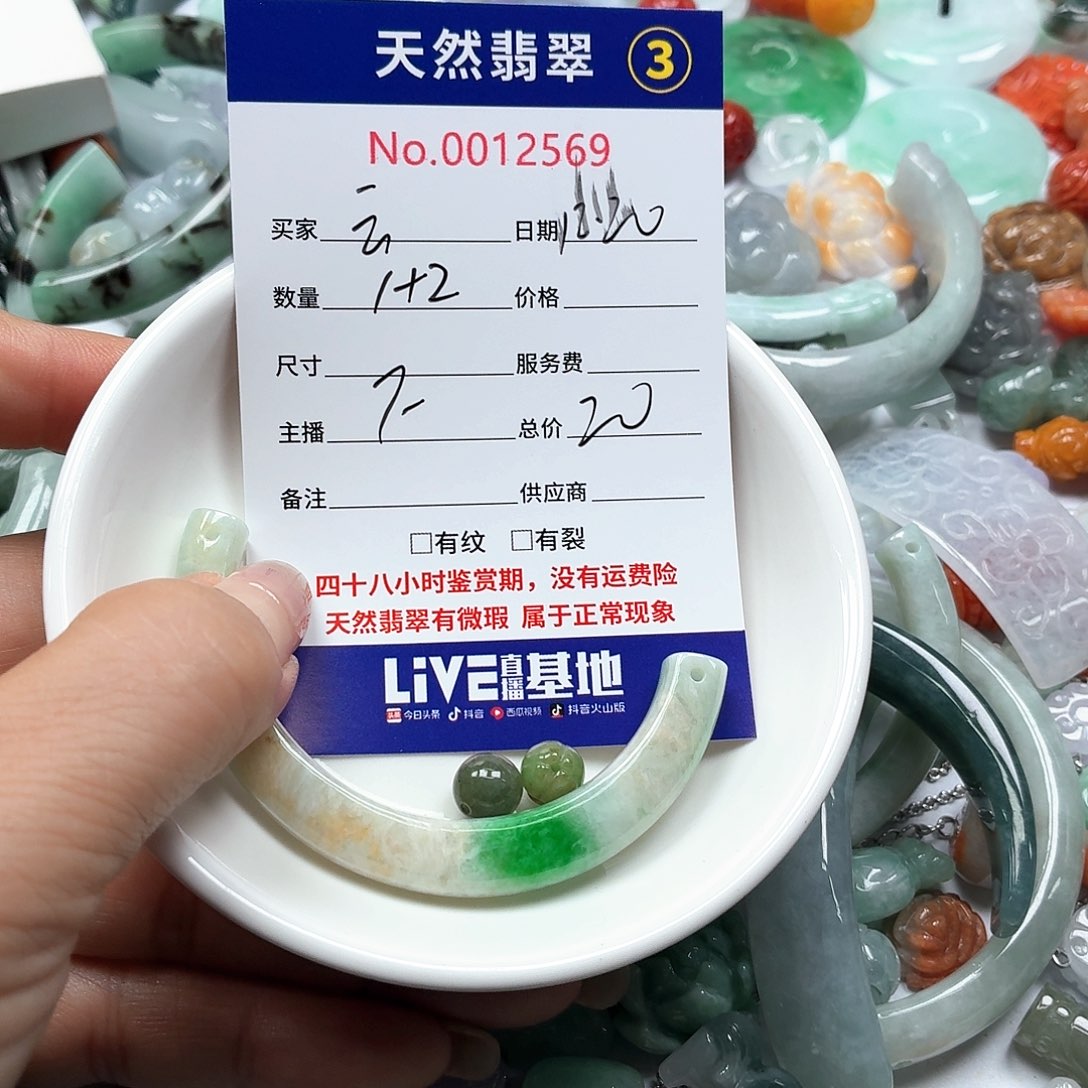 天然翡翠 3
No.0012569
买家 云 日期 12.20
数量 1+2 价格
尺寸 服务费
主播 总价 20
备注 供应商
□有纹 □有裂
四十八小时鉴赏期，没有运费险
天然翡翠有微瑕 属于正常现象
LiVE直播基地
头条 今日头条 抖音 西瓜视频 抖音火山版